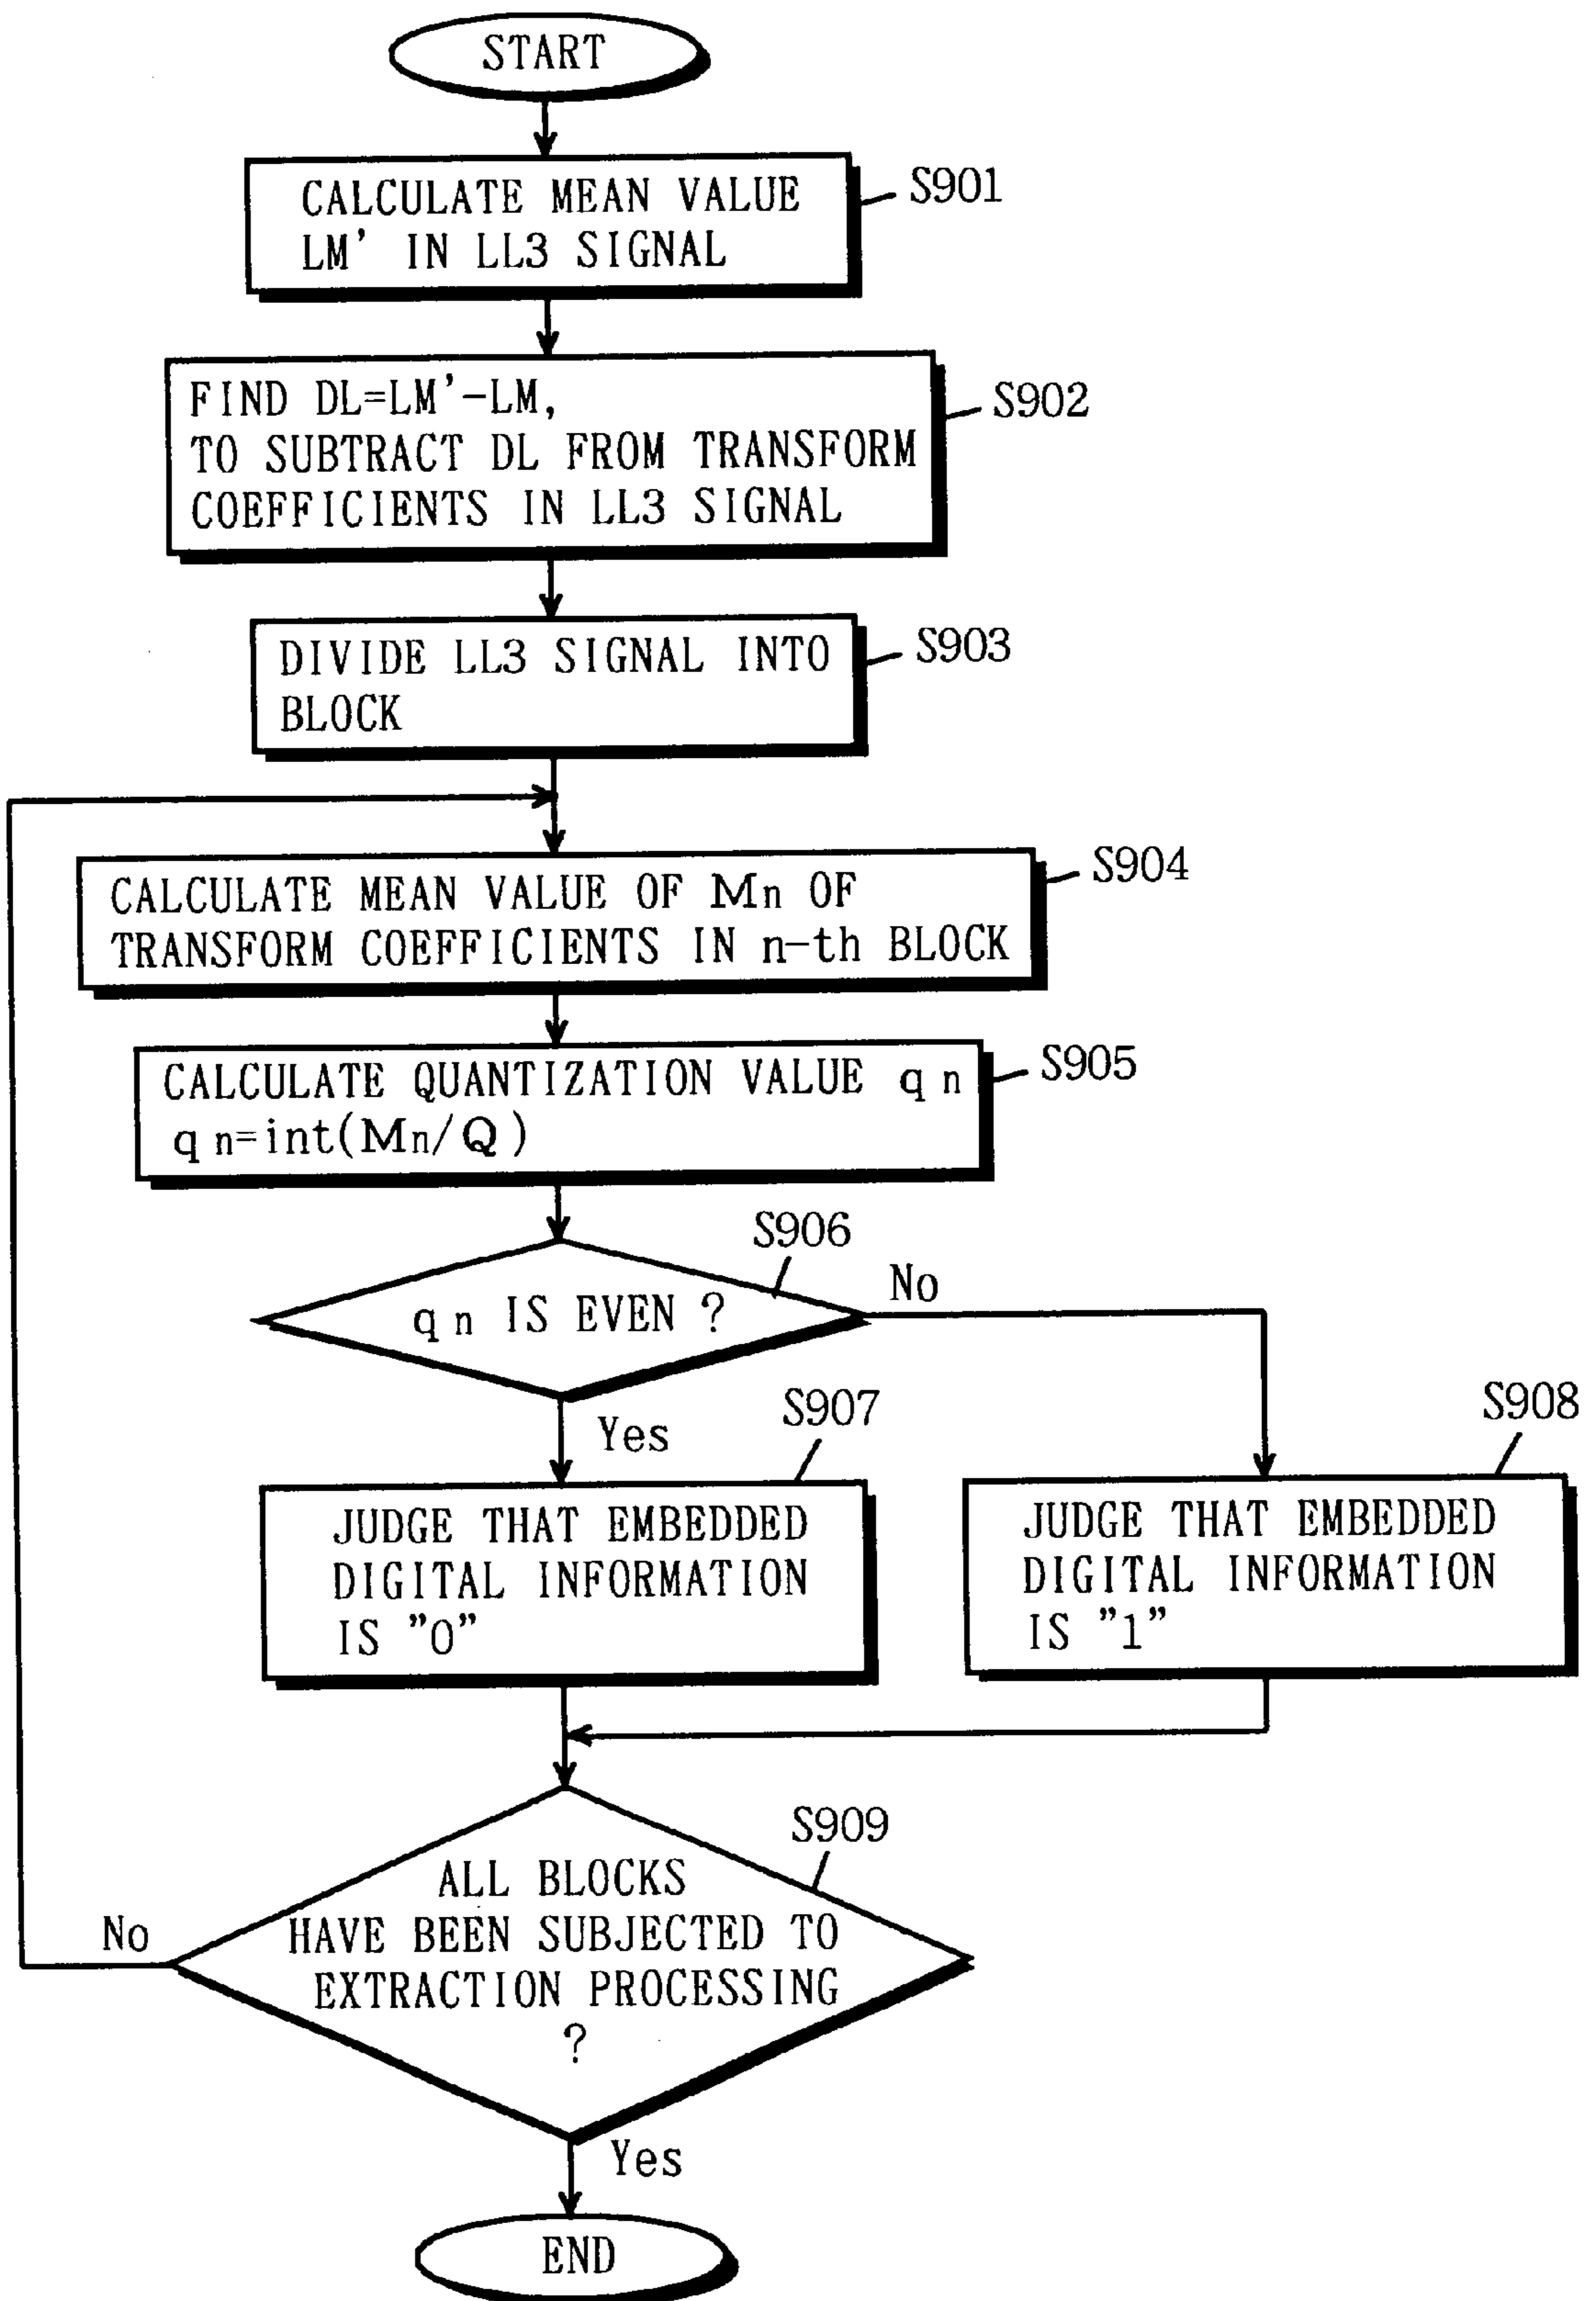 START
CALCULATE MEAN VALUE
LM' IN LL3 SIGNAL
S901
FIND DL=LM'-LM,
TO SUBTRACT DL FROM TRANSFORM
COEFFICIENTS IN LL3 SIGNAL
S902
DIVIDE LL3 SIGNAL INTO
BLOCK
S903
CALCULATE MEAN VALUE OF Mn OF
TRANSFORM COEFFICIENTS IN n-th BLOCK
S904
CALCULATE QUANTIZATION VALUE qn
qn=int(Mn/Q)
S905
S906
qn IS EVEN ?
No
Yes
S907
JUDGE THAT EMBEDDED
DIGITAL INFORMATION
IS "0"
S908
JUDGE THAT EMBEDDED
DIGITAL INFORMATION
IS "1"
S909
ALL BLOCKS
HAVE BEEN SUBJECTED TO
EXTRACTION PROCESSING
?
No
Yes
END